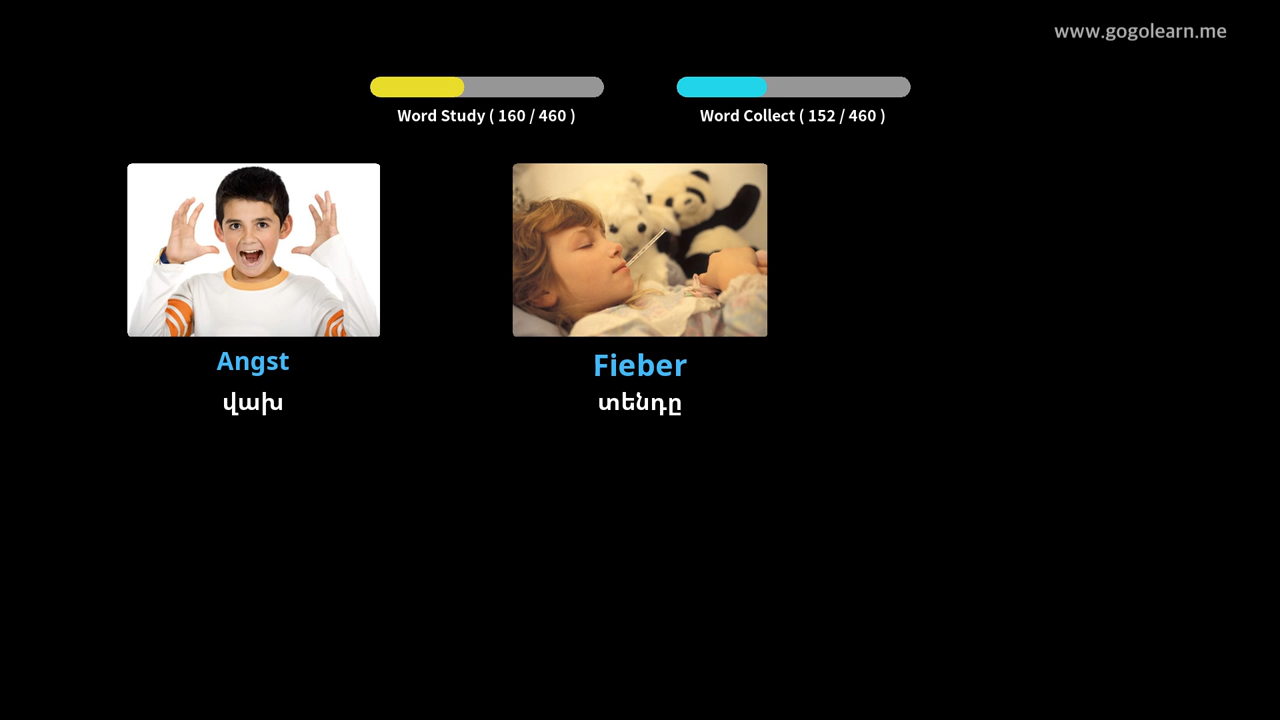 www.gogolearn.me
Word Study ( 160 / 460 )
Word Collect ( 152 / 460 )
Angst
վախ
Fieber
տենդը